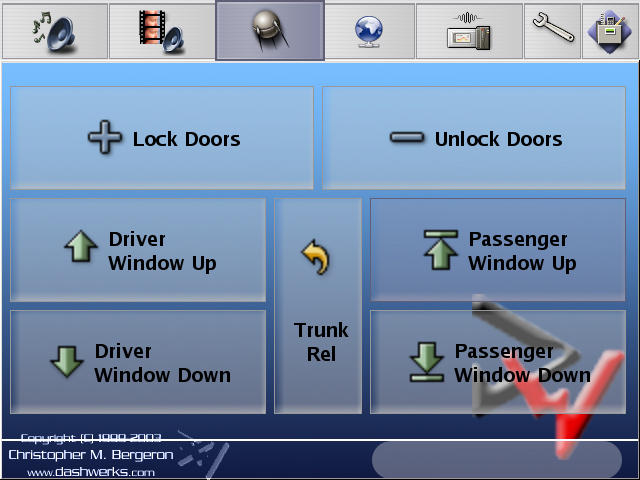 Lock Doors
Unlock Doors
Driver
Window Up
Passenger
Window Up
Trunk
Rel
Driver
Window Down
Passenger
Window Down
Copyright (C) 1999-2003
Christopher M. Bergeron
www.dashwerks.com